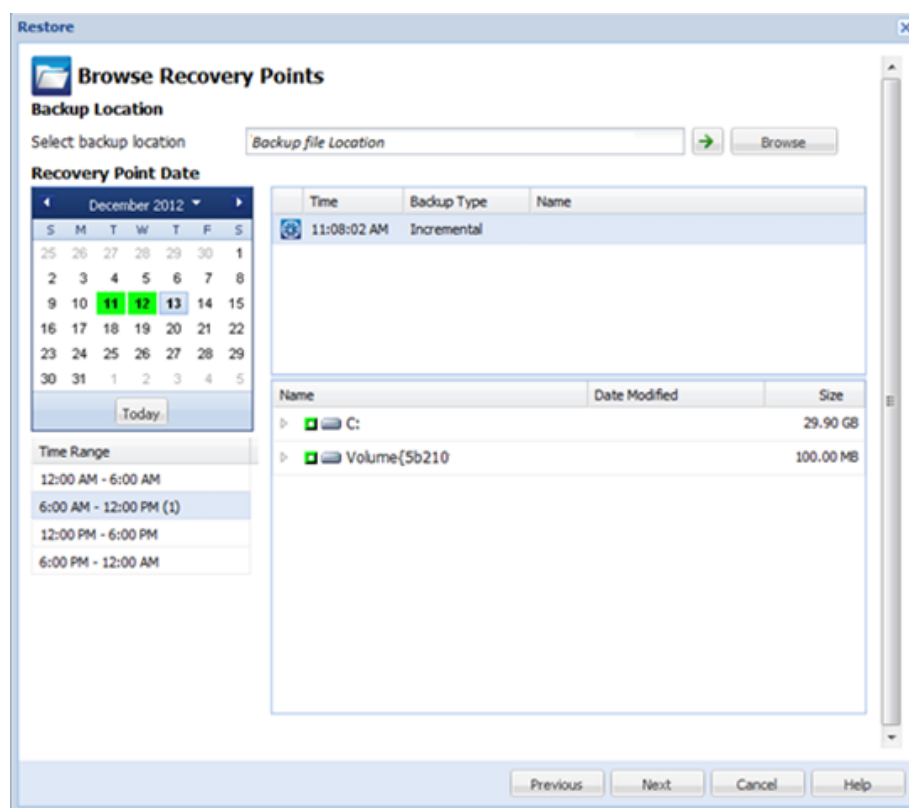 Restore
Browse Recovery Points
Backup Location
Select backup location Backup file Location Browse
Recovery Point Date
December 2012
S M T W T F S
25 26 27 28 29 30 1
2 3 4 5 6 7 8
9 10 11 12 13 14 15
16 17 18 19 20 21 22
23 24 25 26 27 28 29
30 31 1 2 3 4 5
Today
Time Range
12:00 AM - 6:00 AM
6:00 AM - 12:00 PM (1)
12:00 PM - 6:00 PM
6:00 PM - 12:00 AM
Time Backup Type Name
11:08:02 AM Incremental
Name Date Modified Size
C: 29.90 GB
Volume{5b210 100.00 MB
Previous Next Cancel Help